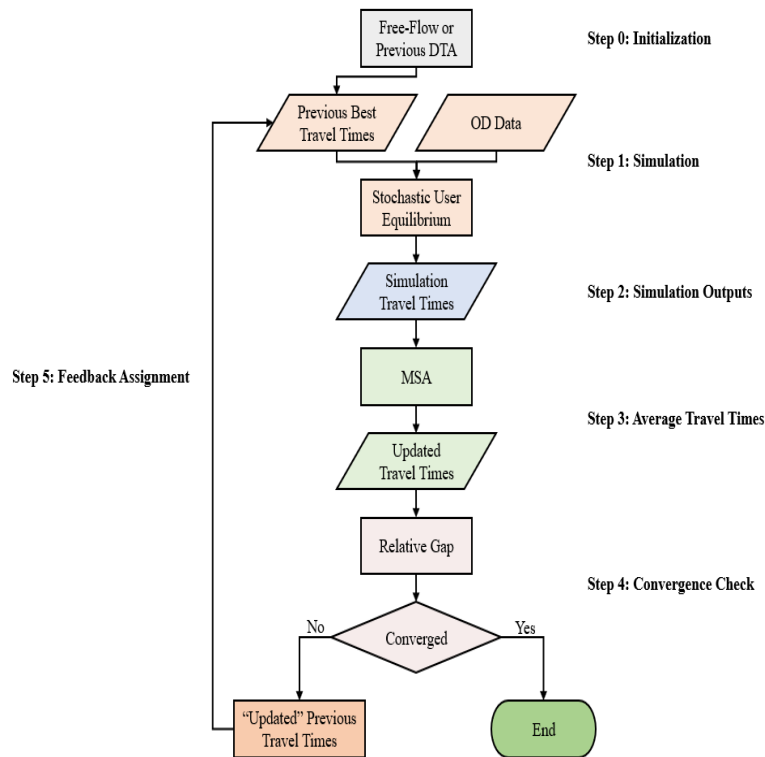 Free-Flow or
Previous DTA
Step 0: Initialization
Previous Best
Travel Times
OD Data
Step 1: Simulation
Stochastic User
Equilibrium
Simulation
Travel Times
Step 2: Simulation Outputs
MSA
Step 5: Feedback Assignment
Step 3: Average Travel Times
Updated
Travel Times
Relative Gap
Step 4: Convergence Check
No
Converged
Yes
“Updated” Previous
Travel Times
End